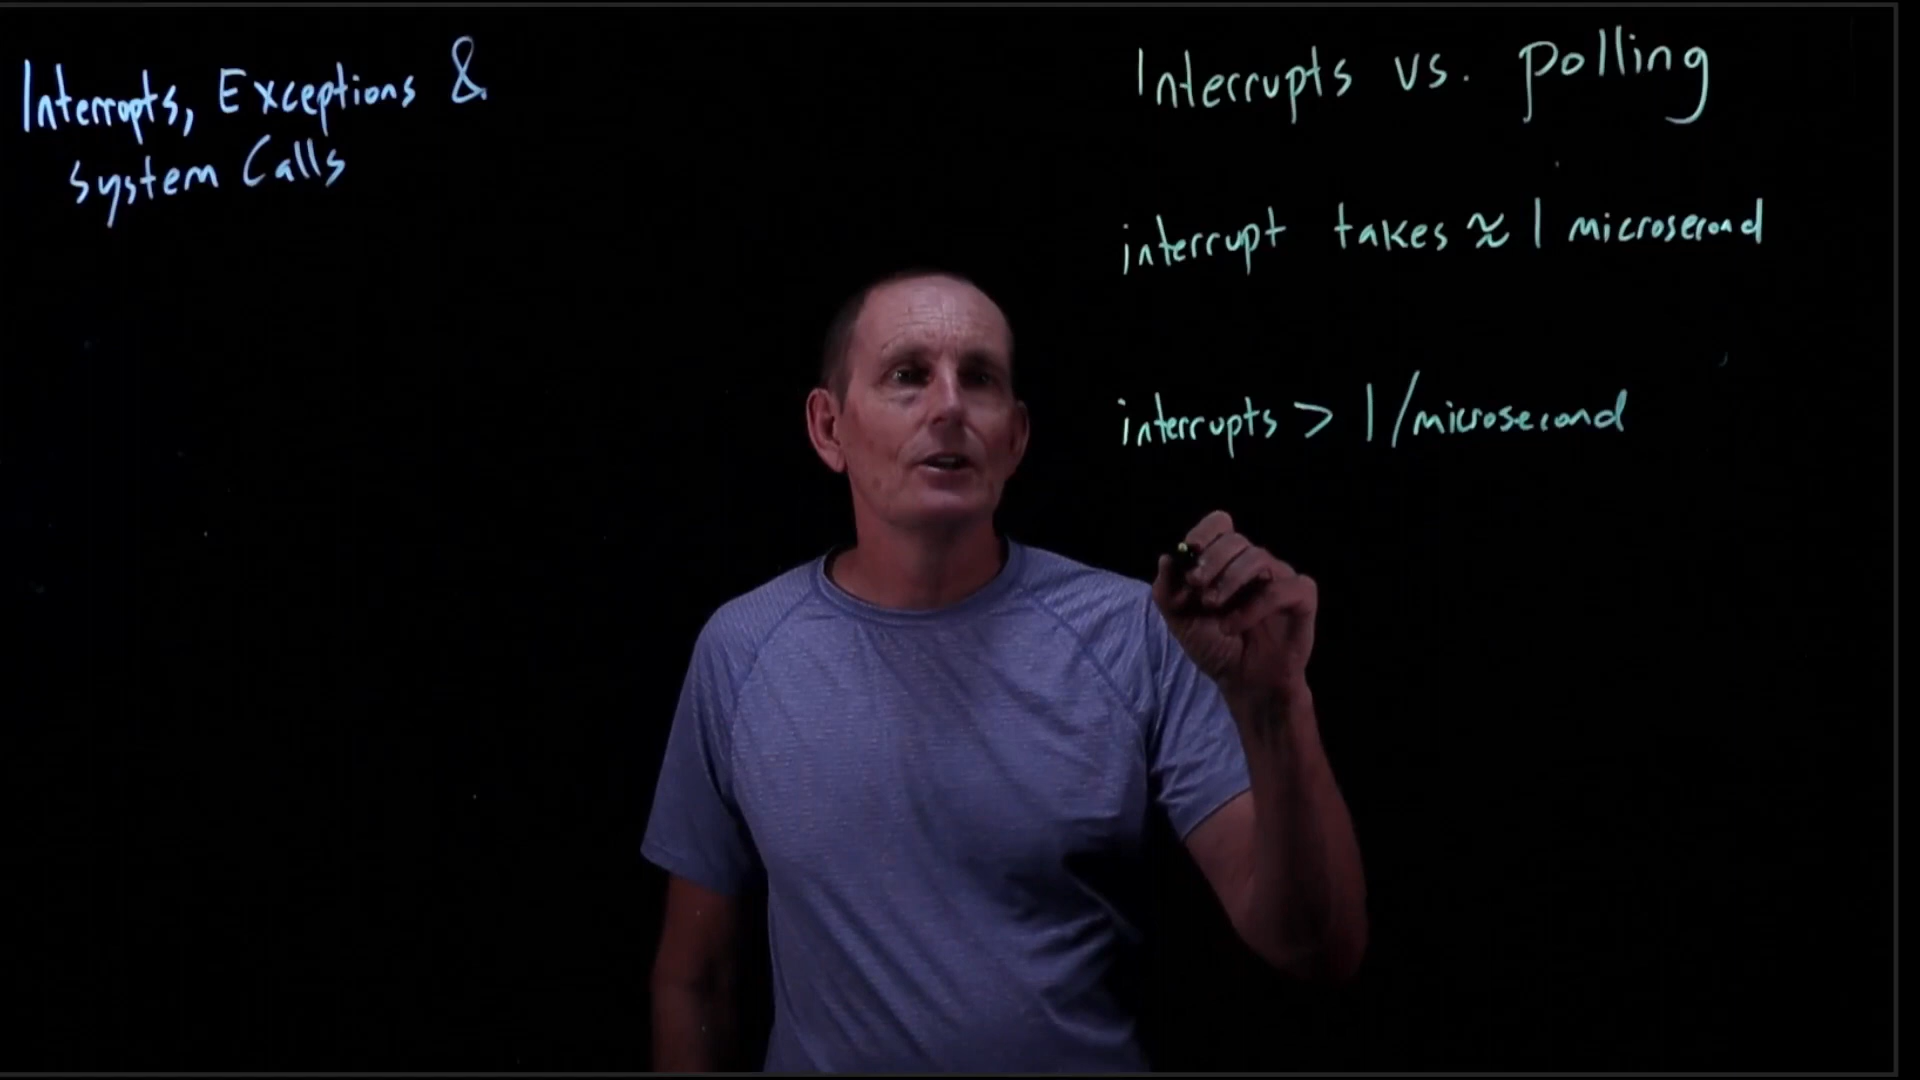 Interrupts, Exceptions &
System Calls
Interrupts vs. polling
interrupt takes ≈ 1 microsecond
interrupts > 1/microsecond